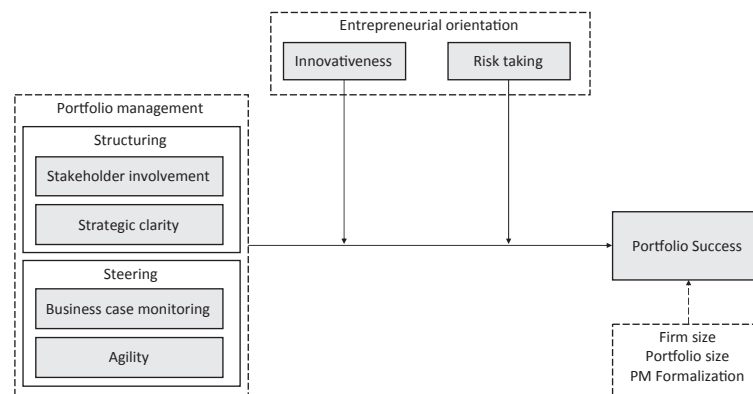 Entrepreneurial orientation
Innovativeness
Risk taking
Portfolio management
Structuring
Stakeholder involvement
Strategic clarity
Steering
Business case monitoring
Agility
Portfolio Success
Firm size
Portfolio size
PM Formalization